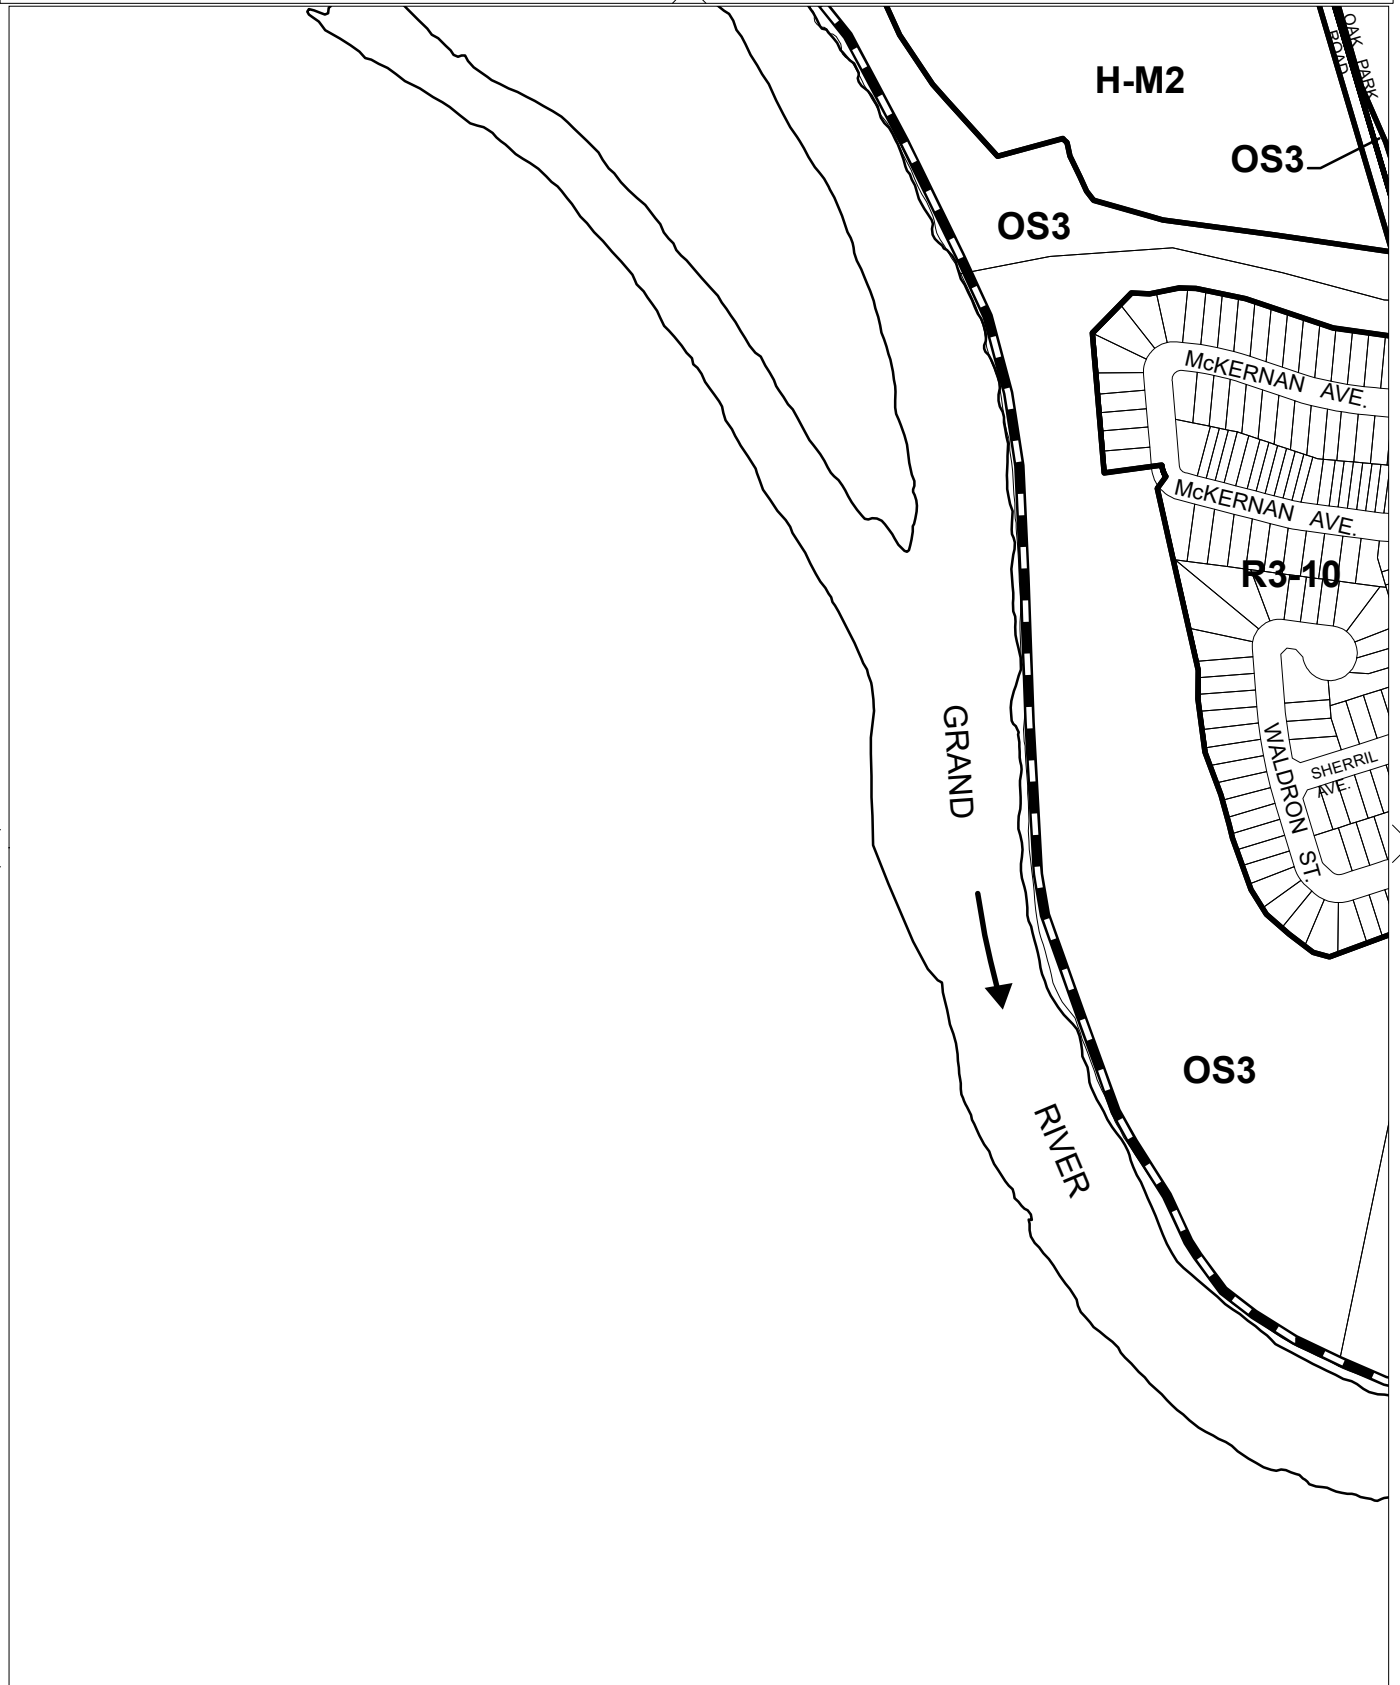 OAK PARK
ROAD
H-M2
OS3
OS3
McKERNAN AVE.
McKERNAN AVE.
R3-10
GRAND
WALDRON ST.
SHERRIL
AVE.
OS3
RIVER